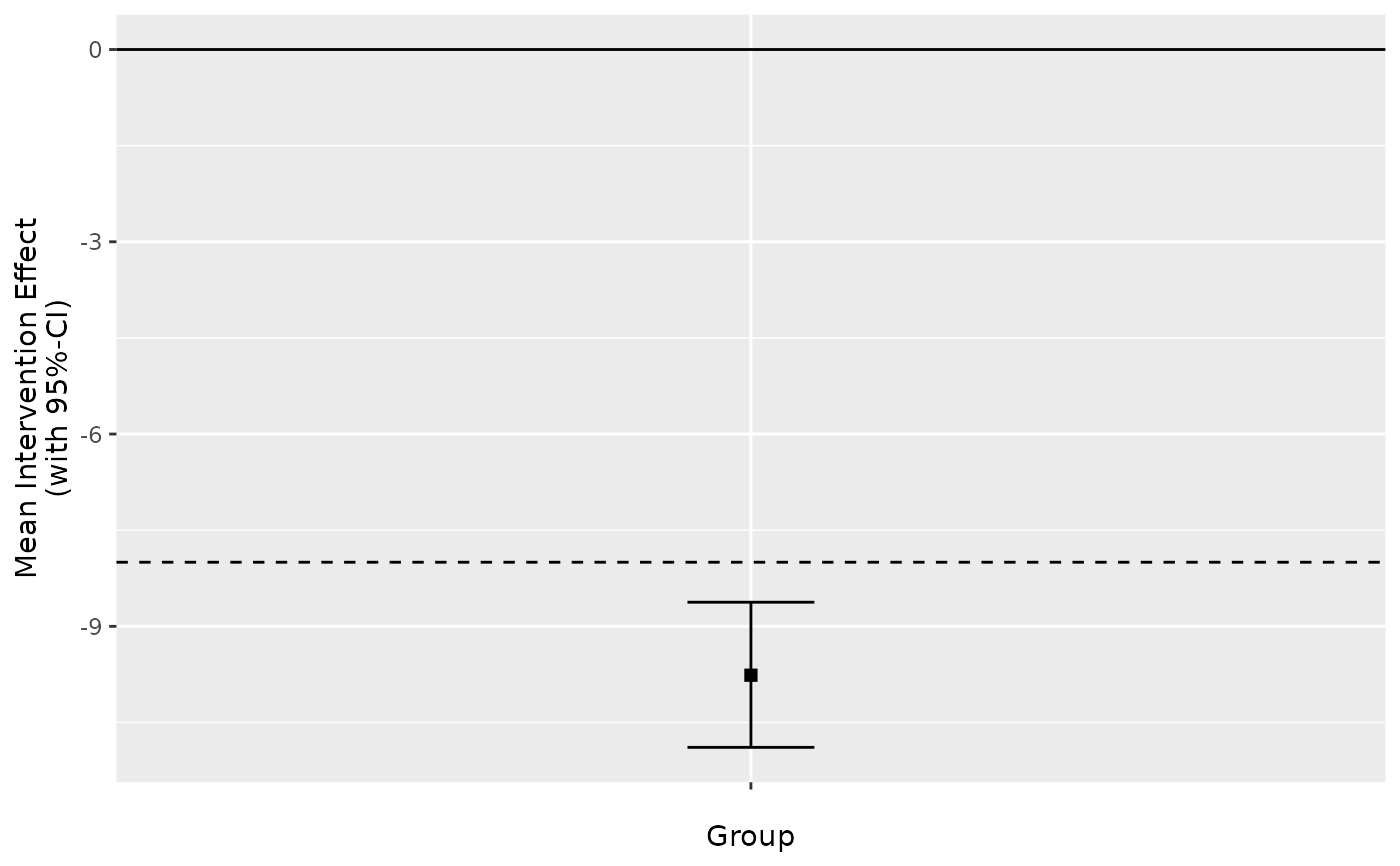 Mean Intervention Effect
(with 95%-CI)
0
-3
-6
-9
Group